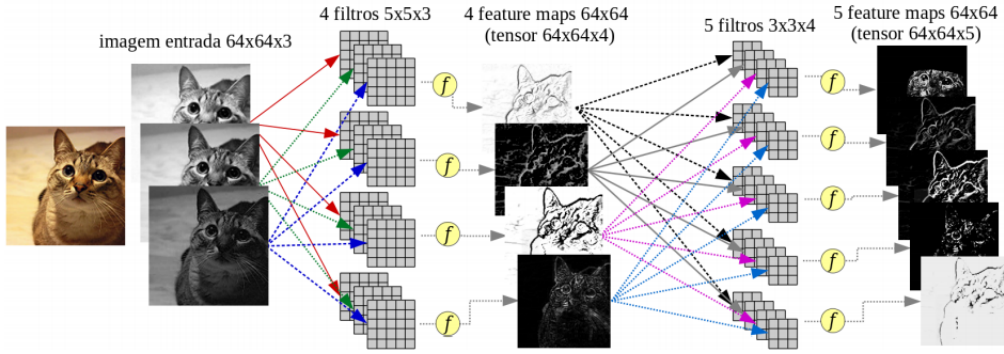 imagem entrada 64x64x3
4 filtros 5x5x3
4 feature maps 64x64
(tensor 64x64x4)
5 filtros 3x3x4
5 feature maps 64x64
(tensor 64x64x5)
f
f
f
f
f
f
f
f
f